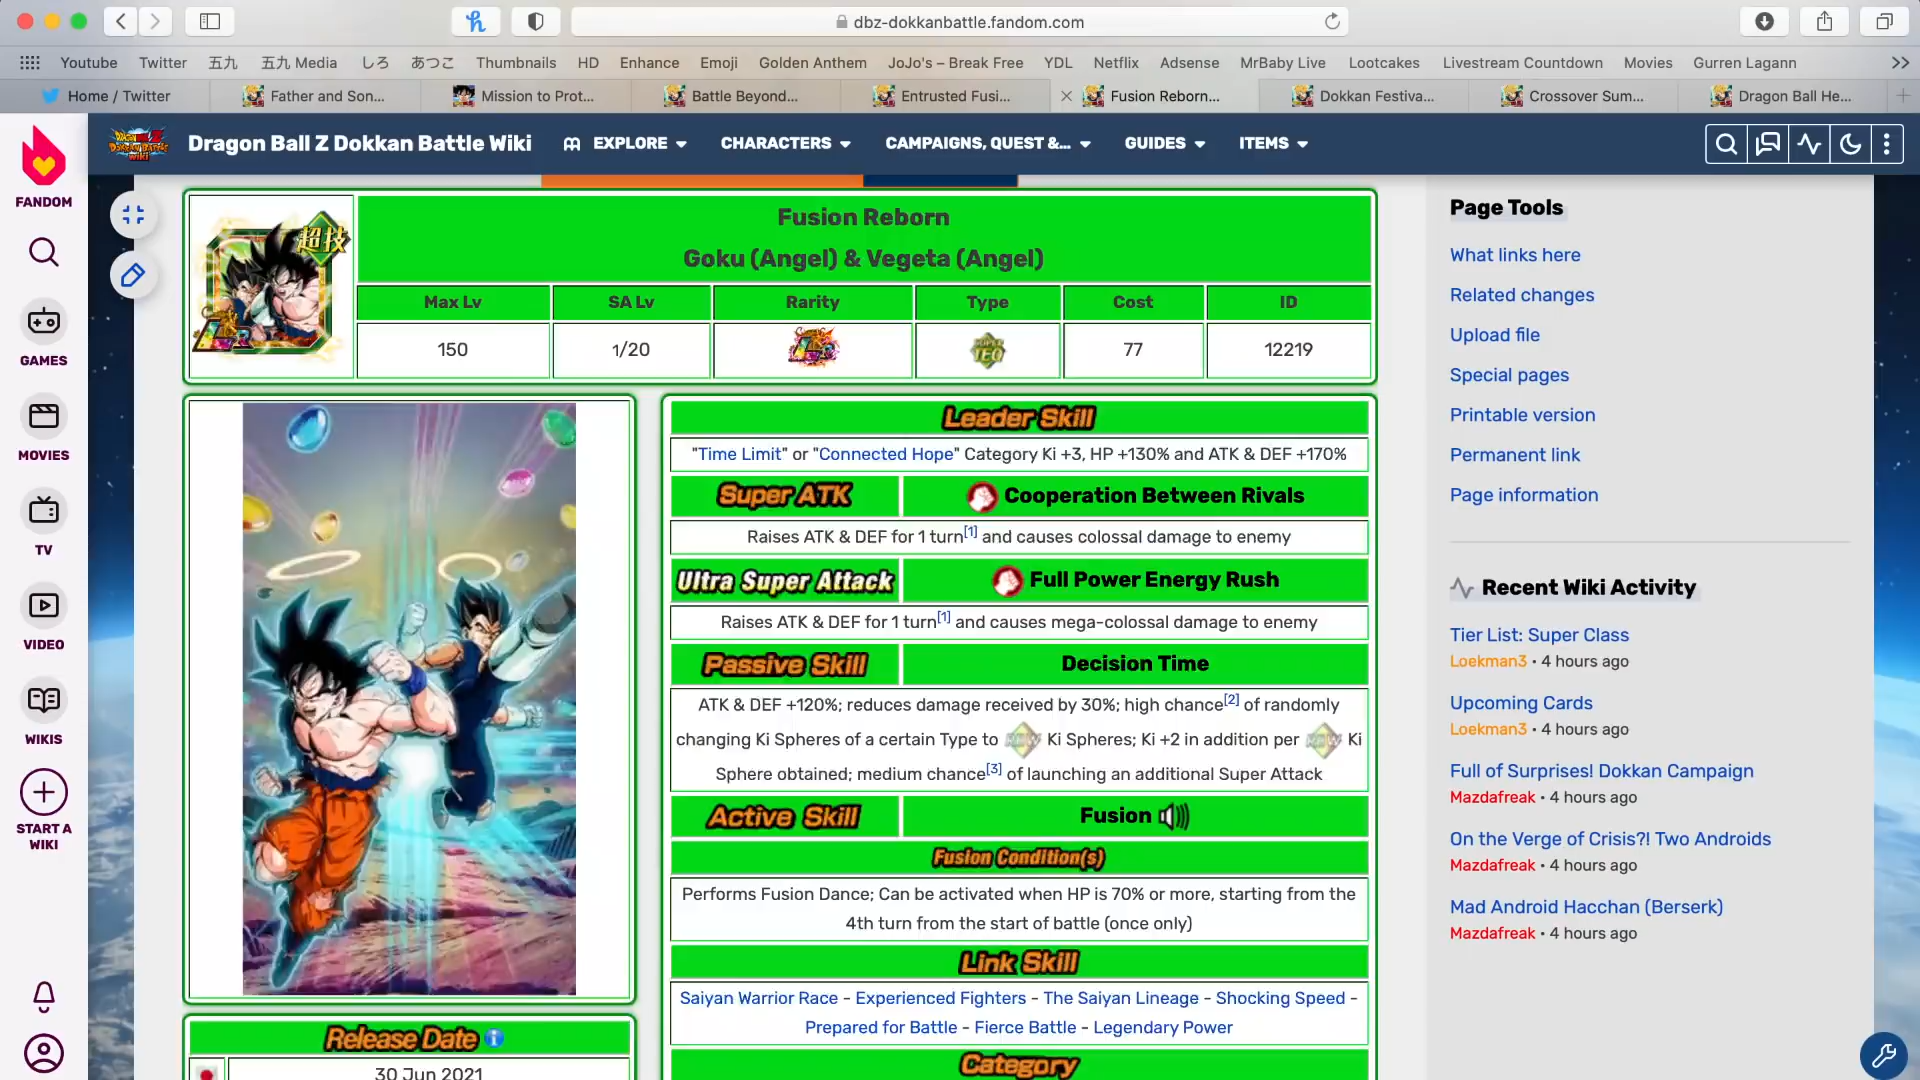 dbz-dokkanbattle.fandom.com
Youtube Twitter 五九 五九 Media しろ あつこ Thumbnails HD Enhance Emoji Golden Anthem JoJo's – Break Free YDL Netflix Adsense MrBaby Live Lootcakes Livestream Countdown Movies Gurren Lagann
Home / Twitter Father and Son... Mission to Prot... Battle Beyond... Entrusted Fusi... Fusion Reborn... Dokkan Festiva... Crossover Sum... Dragon Ball He...
Dragon Ball Z Dokkan Battle Wiki EXPLORE CHARACTERS CAMPAIGNS, QUEST &... GUIDES ITEMS
FANDOM
GAMES
MOVIES
TV
VIDEO
WIKIS
START A
WIKI
超技
Fusion Reborn
Goku (Angel) & Vegeta (Angel)
Max Lv SA Lv Rarity Type Cost ID
150 1/20 SUPER TEQ 77 12219
Leader Skill
"Time Limit" or "Connected Hope" Category Ki +3, HP +130% and ATK & DEF +170%
Super ATK Cooperation Between Rivals
Raises ATK & DEF for 1 turn[1] and causes colossal damage to enemy
Ultra Super Attack Full Power Energy Rush
Raises ATK & DEF for 1 turn[1] and causes mega-colossal damage to enemy
Passive Skill Decision Time
ATK & DEF +120%; reduces damage received by 30%; high chance[2] of randomly
changing Ki Spheres of a certain Type to Ki Spheres; Ki +2 in addition per Ki
Sphere obtained; medium chance[3] of launching an additional Super Attack
Active Skill Fusion
Fusion Condition(s)
Performs Fusion Dance; Can be activated when HP is 70% or more, starting from the
4th turn from the start of battle (once only)
Link Skill
Saiyan Warrior Race - Experienced Fighters - The Saiyan Lineage - Shocking Speed -
Prepared for Battle - Fierce Battle - Legendary Power
Category
Release Date
30 Jun 2021
Page Tools
What links here
Related changes
Upload file
Special pages
Printable version
Permanent link
Page information
Recent Wiki Activity
Tier List: Super Class
Loekman3 • 4 hours ago
Upcoming Cards
Loekman3 • 4 hours ago
Full of Surprises! Dokkan Campaign
Mazdafreak • 4 hours ago
On the Verge of Crisis?! Two Androids
Mazdafreak • 4 hours ago
Mad Android Hacchan (Berserk)
Mazdafreak • 4 hours ago